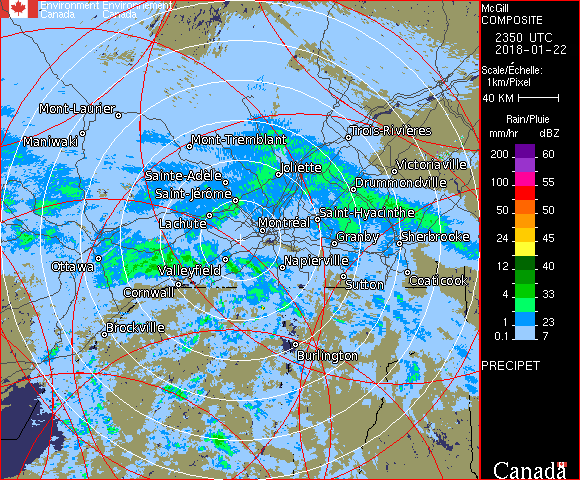 Environment Environnement
Canada Canada
McGill
COMPOSITE
2350 UTC
2018-01-22
Scale/Échelle:
1km/Pixel
40 KM
Rain/Pluie
mm/hr dBZ
200 60
100 55
50 50
24 45
12 40
4 33
1 23
0.1 7
PRECIPET
Canada
Mont-Laurier
Maniwaki
Mont-Tremblant
Trois-Rivières
Victoriaville
Joliette
Sainte-Adèle
Drummondville
Saint-Jérôme
Saint-Hyacinthe
Lachute
Montréal
Granby
Sherbrooke
Ottawa
Valleyfield
Napierville
Coaticook
Sutton
Cornwall
Brockville
Burlington